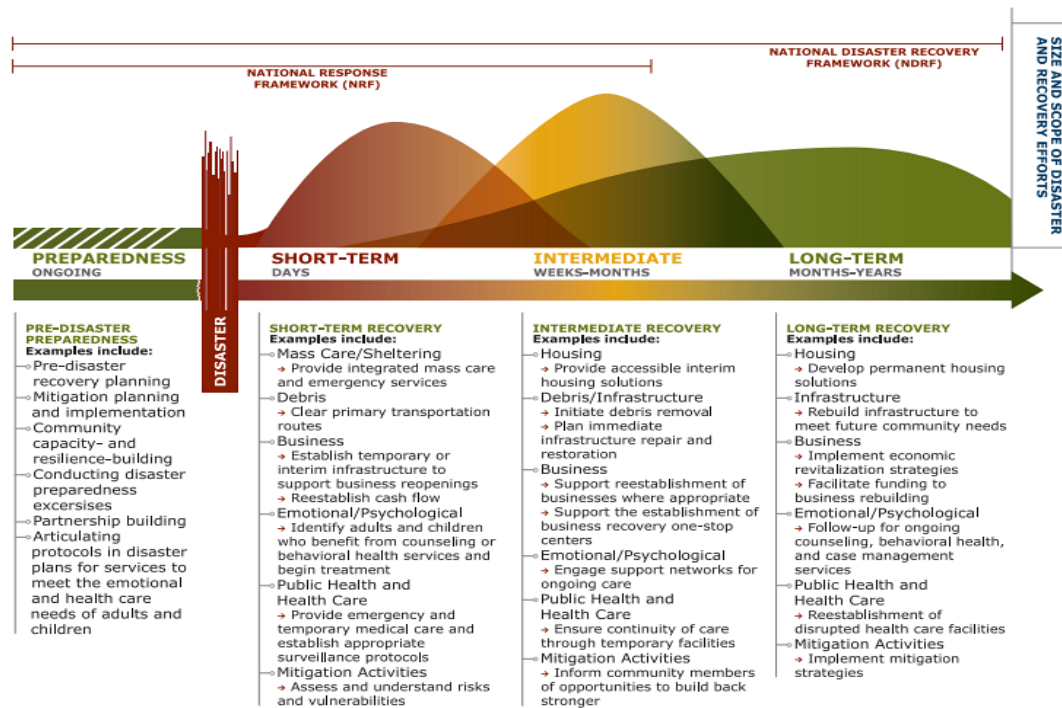 NATIONAL DISASTER RECOVERY
FRAMEWORK (NDRF)
NATIONAL RESPONSE
FRAMEWORK (NRF)
SIZE AND SCOPE OF DISASTER
AND RECOVERY EFFORTS
PREPAREDNESS
ONGOING
DISASTER
SHORT-TERM
DAYS
INTERMEDIATE
WEEKS-MONTHS
LONG-TERM
MONTHS-YEARS
PRE-DISASTER
PREPAREDNESS
Examples include:
Pre-disaster
recovery planning
Mitigation planning
and implementation
Community
capacity- and
resilience-building
Conducting disaster
preparedness
excersises
Partnership building
Articulating
protocols in disaster
plans for services to
meet the emotional
and health care
needs of adults and
children
SHORT-TERM RECOVERY
Examples include:
Mass Care/Sheltering
→ Provide integrated mass care
and emergency services
Debris
→ Clear primary transportation
routes
Business
→ Establish temporary or
interim infrastructure to
support business reopenings
→ Reestablish cash flow
Emotional/Psychological
→ Identify adults and children
who benefit from counseling or
behavioral health services and
begin treatment
Public Health and
Health Care
→ Provide emergency and
temporary medical care and
establish appropriate
surveillance protocols
Mitigation Activities
→ Assess and understand risks
and vulnerabilities
INTERMEDIATE RECOVERY
Examples include:
Housing
→ Provide accessible interim
housing solutions
Debris/Infrastructure
→ Initiate debris removal
→ Plan immediate
infrastructure repair and
restoration
Business
→ Support reestablishment of
businesses where appropriate
→ Support the establishment of
business recovery one-stop
centers
Emotional/Psychological
→ Engage support networks for
ongoing care
Public Health and
Health Care
→ Ensure continuity of care
through temporary facilities
Mitigation Activities
→ Inform community members
of opportunities to build back
stronger
LONG-TERM RECOVERY
Examples include:
Housing
→ Develop permanent housing
solutions
Infrastructure
→ Rebuild infrastructure to
meet future community needs
Business
→ Implement economic
revitalization strategies
→ Facilitate funding to
business rebuilding
Emotional/Psychological
→ Follow-up for ongoing
counseling, behavioral health,
and case management
services
Public Health and
Health Care
→ Reestablishment of
disrupted health care facilities
Mitigation Activities
→ Implement mitigation
strategies